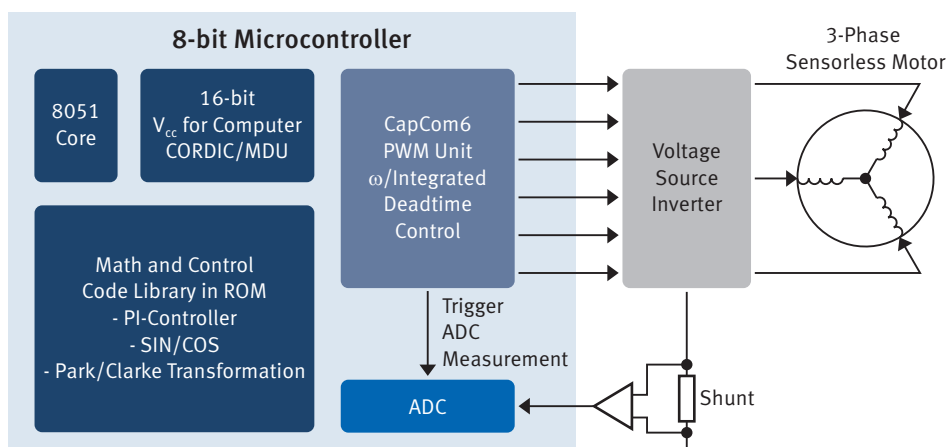 8-bit Microcontroller
8051
Core
16-bit
Vcc for Computer
CORDIC/MDU
CapCom6
PWM Unit
ω/Integrated
Deadtime
Control
Voltage
Source
Inverter
3-Phase
Sensorless Motor
Math and Control
Code Library in ROM
- PI-Controller
- SIN/COS
- Park/Clarke Transformation
Trigger
ADC
Measurement
ADC
Shunt